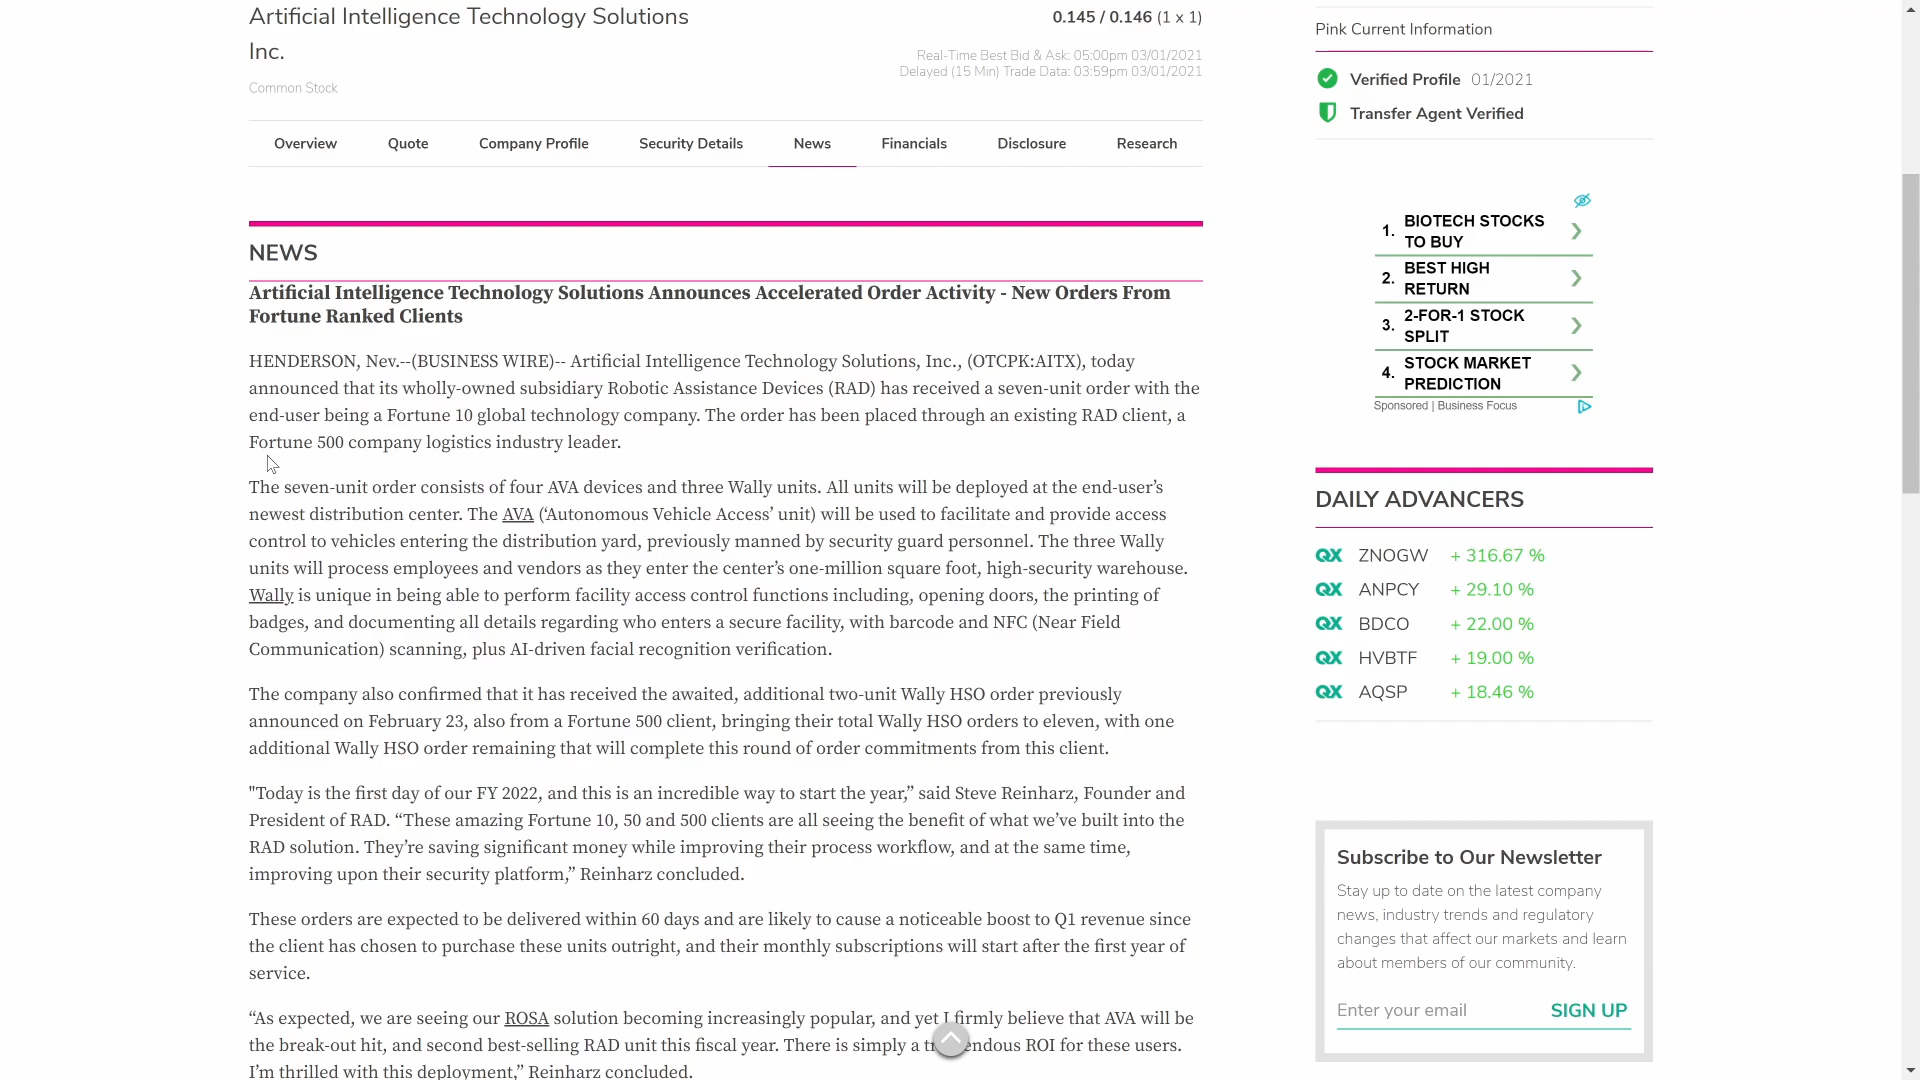 Artificial Intelligence Technology Solutions
Inc.
Common Stock
0.145 / 0.146 (1 x 1)
Real-Time Best Bid & Ask: 05:00pm 03/01/2021
Delayed (15 Min) Trade Data: 03:59pm 03/01/2021
Overview Quote Company Profile Security Details News Financials Disclosure Research
NEWS
Artificial Intelligence Technology Solutions Announces Accelerated Order Activity - New Orders From
Fortune Ranked Clients
HENDERSON, Nev.--(BUSINESS WIRE)-- Artificial Intelligence Technology Solutions, Inc., (OTCPK:AITX), today
announced that its wholly-owned subsidiary Robotic Assistance Devices (RAD) has received a seven-unit order with the
end-user being a Fortune 10 global technology company. The order has been placed through an existing RAD client, a
Fortune 500 company logistics industry leader.
The seven-unit order consists of four AVA devices and three Wally units. All units will be deployed at the end-user’s
newest distribution center. The AVA (‘Autonomous Vehicle Access’ unit) will be used to facilitate and provide access
control to vehicles entering the distribution yard, previously manned by security guard personnel. The three Wally
units will process employees and vendors as they enter the center’s one-million square foot, high-security warehouse.
Wally is unique in being able to perform facility access control functions including, opening doors, the printing of
badges, and documenting all details regarding who enters a secure facility, with barcode and NFC (Near Field
Communication) scanning, plus AI-driven facial recognition verification.
The company also confirmed that it has received the awaited, additional two-unit Wally HSO order previously
announced on February 23, also from a Fortune 500 client, bringing their total Wally HSO orders to eleven, with one
additional Wally HSO order remaining that will complete this round of order commitments from this client.
"Today is the first day of our FY 2022, and this is an incredible way to start the year,” said Steve Reinharz, Founder and
President of RAD. “These amazing Fortune 10, 50 and 500 clients are all seeing the benefit of what we’ve built into the
RAD solution. They’re saving significant money while improving their process workflow, and at the same time,
improving upon their security platform,” Reinharz concluded.
These orders are expected to be delivered within 60 days and are likely to cause a noticeable boost to Q1 revenue since
the client has chosen to purchase these units outright, and their monthly subscriptions will start after the first year of
service.
“As expected, we are seeing our ROSA solution becoming increasingly popular, and yet I firmly believe that AVA will be
the break-out hit, and second best-selling RAD unit this fiscal year. There is simply a ROI for these users.
I’m thrilled with this deployment,” Reinharz concluded.
Pink Current Information
Verified Profile 01/2021
Transfer Agent Verified
1. BIOTECH STOCKS
TO BUY
2. BEST HIGH
RETURN
3. 2-FOR-1 STOCK
SPLIT
4. STOCK MARKET
PREDICTION
Sponsored | Business Focus
DAILY ADVANCERS
QX ZNOGW + 316.67 %
QX ANPCY + 29.10 %
QX BDCO + 22.00 %
QX HVBTF + 19.00 %
QX AQSP + 18.46 %
Subscribe to Our Newsletter
Stay up to date on the latest company
news, industry trends and regulatory
changes that affect our markets and learn
about members of our community.
Enter your email SIGN UP